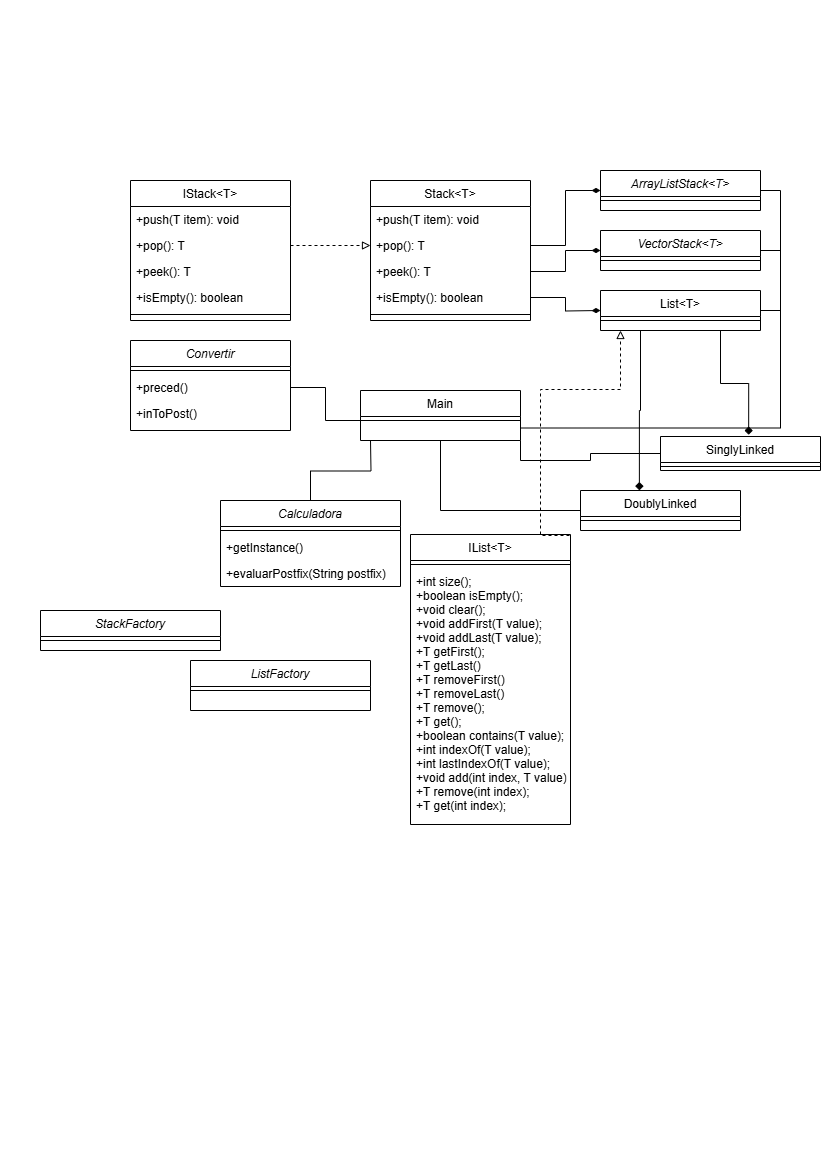 IStack<T>
+push(T item): void
+pop(): T
+peek(): T
+isEmpty(): boolean
Stack<T>
+push(T item): void
+pop(): T
+peek(): T
+isEmpty(): boolean
ArrayListStack<T>
VectorStack<T>
List<T>
Convertir
+preced()
+inToPost()
Main
SinglyLinked
DoublyLinked
Calculadora
+getInstance()
+evaluarPostfix(String postfix)
IList<T>
+int size();
+boolean isEmpty();
+void clear();
+void addFirst(T value);
+void addLast(T value);
+T getFirst();
+T getLast()
+T removeFirst()
+T removeLast()
+T remove();
+T get();
+boolean contains(T value);
+int indexOf(T value);
+int lastIndexOf(T value);
+void add(int index, T value)
+T remove(int index);
+T get(int index);
StackFactory
ListFactory